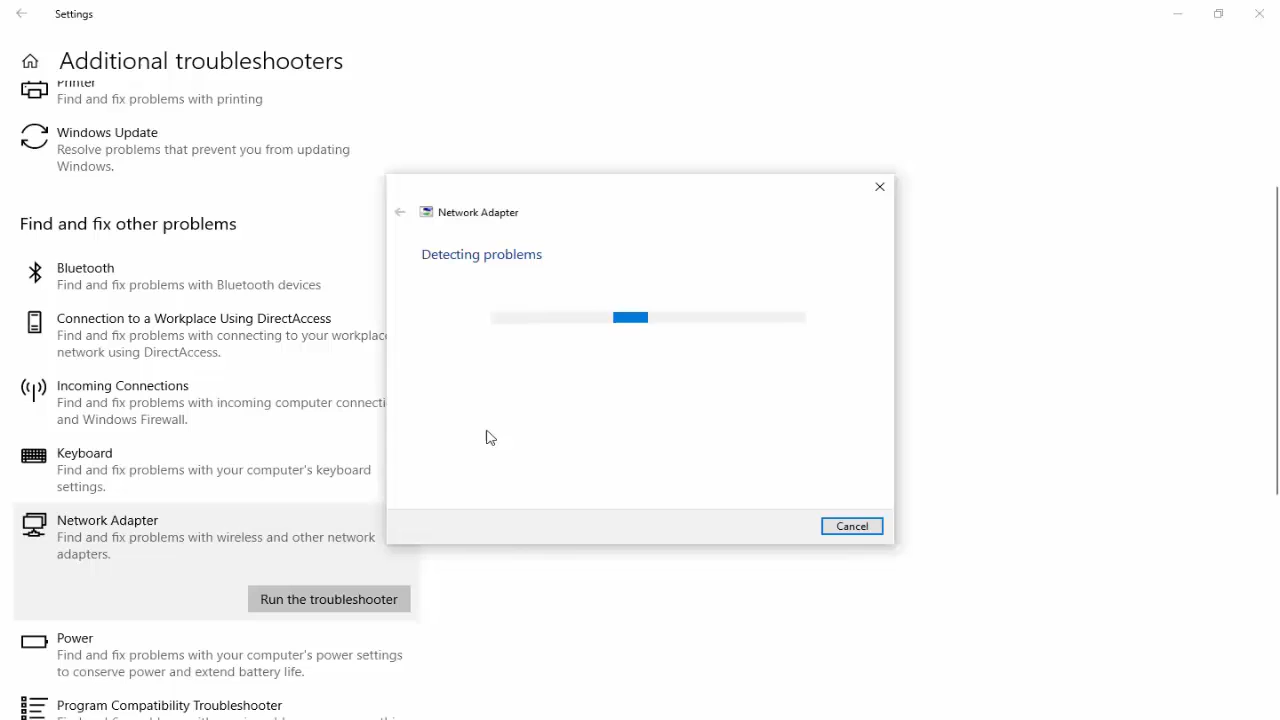 Settings
Additional troubleshooters
Printer
Find and fix problems with printing
Windows Update
Resolve problems that prevent you from updating
Windows.
Find and fix other problems
Bluetooth
Find and fix problems with Bluetooth devices
Connection to a Workplace Using DirectAccess
Find and fix problems with connecting to your workplace
network using DirectAccess.
Incoming Connections
Find and fix problems with incoming computer connecti
and Windows Firewall.
Keyboard
Find and fix problems with your computer's keyboard
settings.
Network Adapter
Find and fix problems with wireless and other network
adapters.
Run the troubleshooter
Power
Find and fix problems with your computer's power settings
to conserve power and extend battery life.
Program Compatibility Troubleshooter
Network Adapter
Detecting problems
Cancel